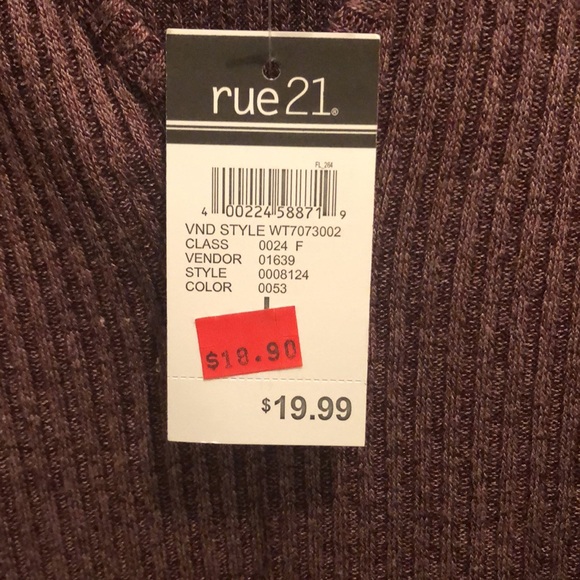 rue21®
FL_264
4 00224 58871 9
VND STYLE WT7073002
CLASS 0024 F
VENDOR 01639
STYLE 0008124
COLOR 0053
$18.90
$19.99